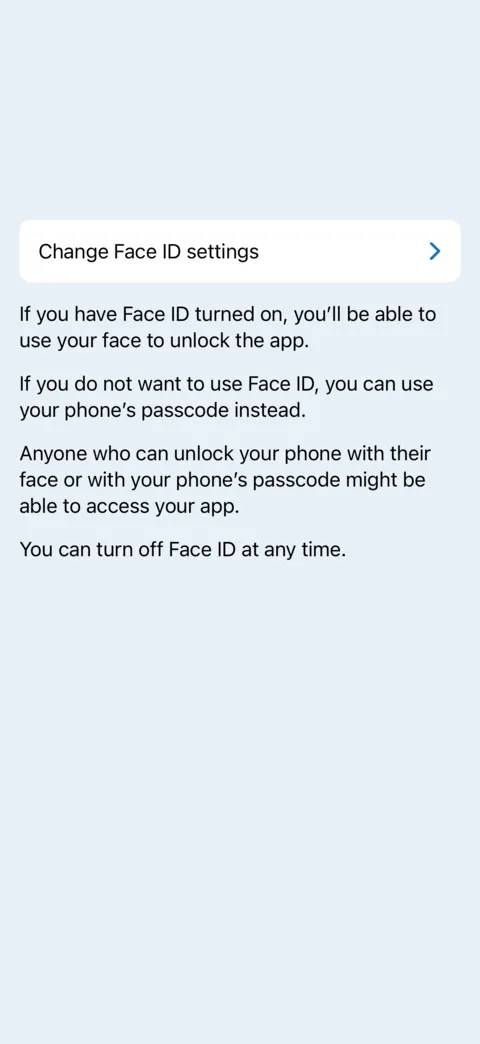 Change Face ID settings
If you have Face ID turned on, you’ll be able to
use your face to unlock the app.
If you do not want to use Face ID, you can use
your phone’s passcode instead.
Anyone who can unlock your phone with their
face or with your phone’s passcode might be
able to access your app.
You can turn off Face ID at any time.